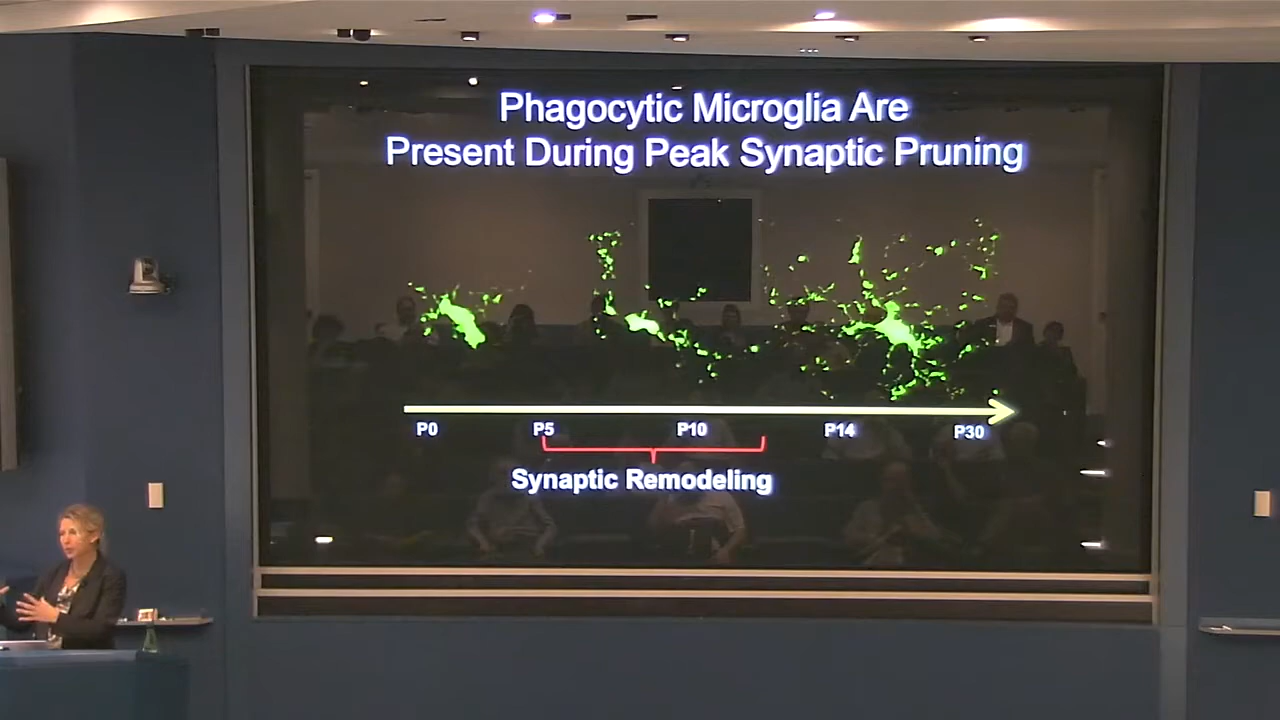 Phagocytic Microglia Are
Present During Peak Synaptic Pruning
P0 P5 P10 P14 P30
Synaptic Remodeling